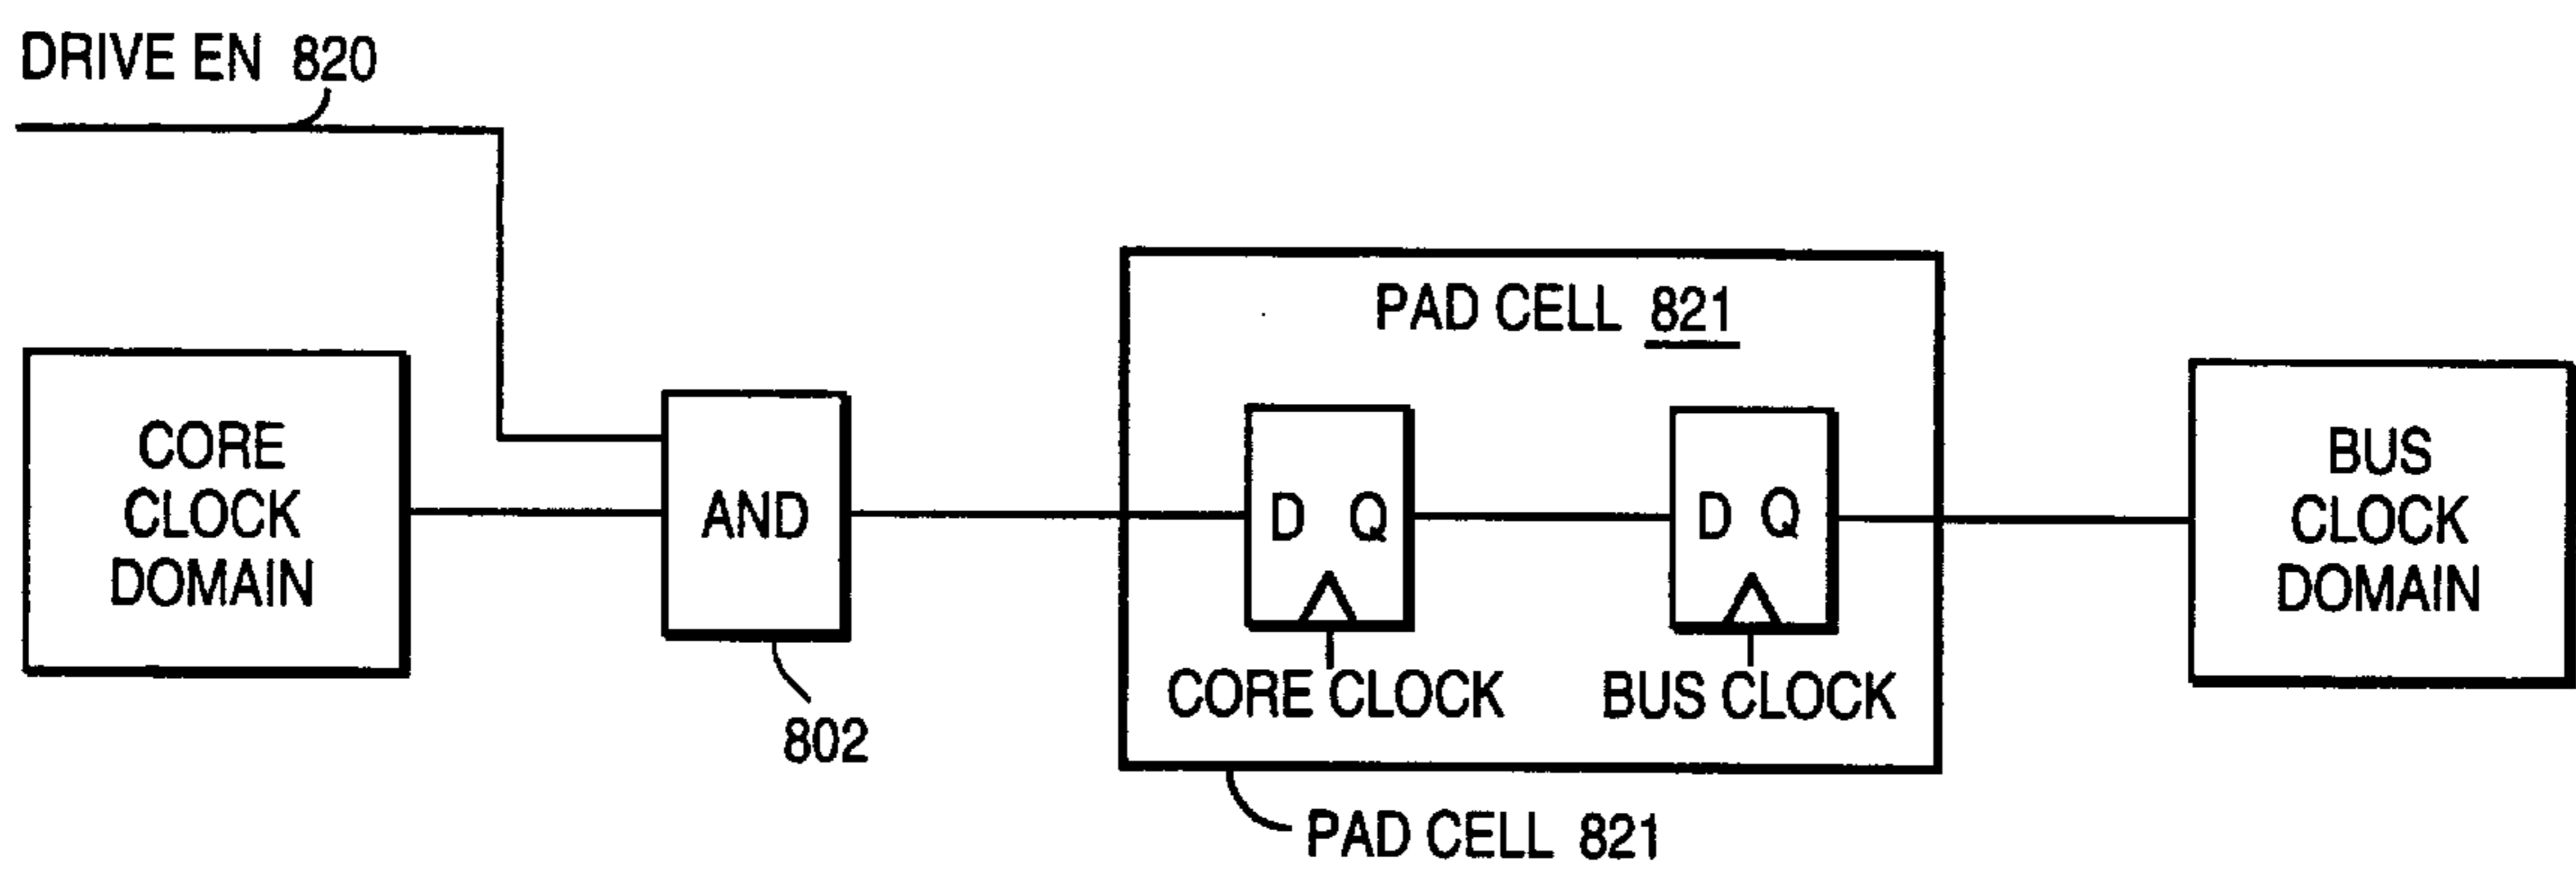 DRIVE EN 820
PAD CELL 821
CORE
CLOCK
DOMAIN
AND
D Q
D Q
BUS
CLOCK
DOMAIN
CORE CLOCK
BUS CLOCK
802
PAD CELL 821